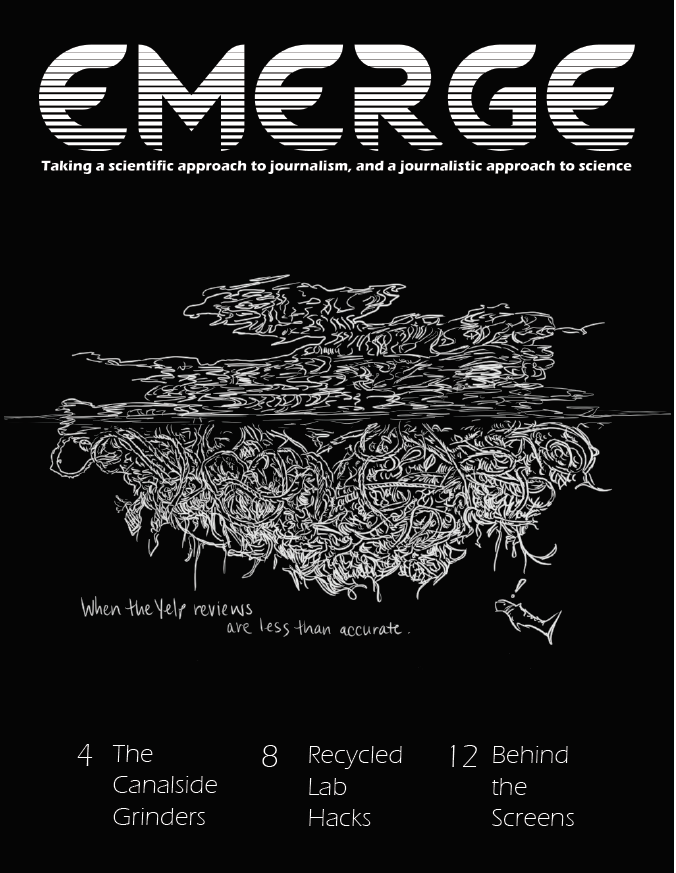 EMERGE
Taking a scientific approach to journalism, and a journalistic approach to science
!
When the Yelp reviews
are less than accurate.
4 The
Canalside
Grinders
8 Recycled
Lab
Hacks
12 Behind
the
Screens